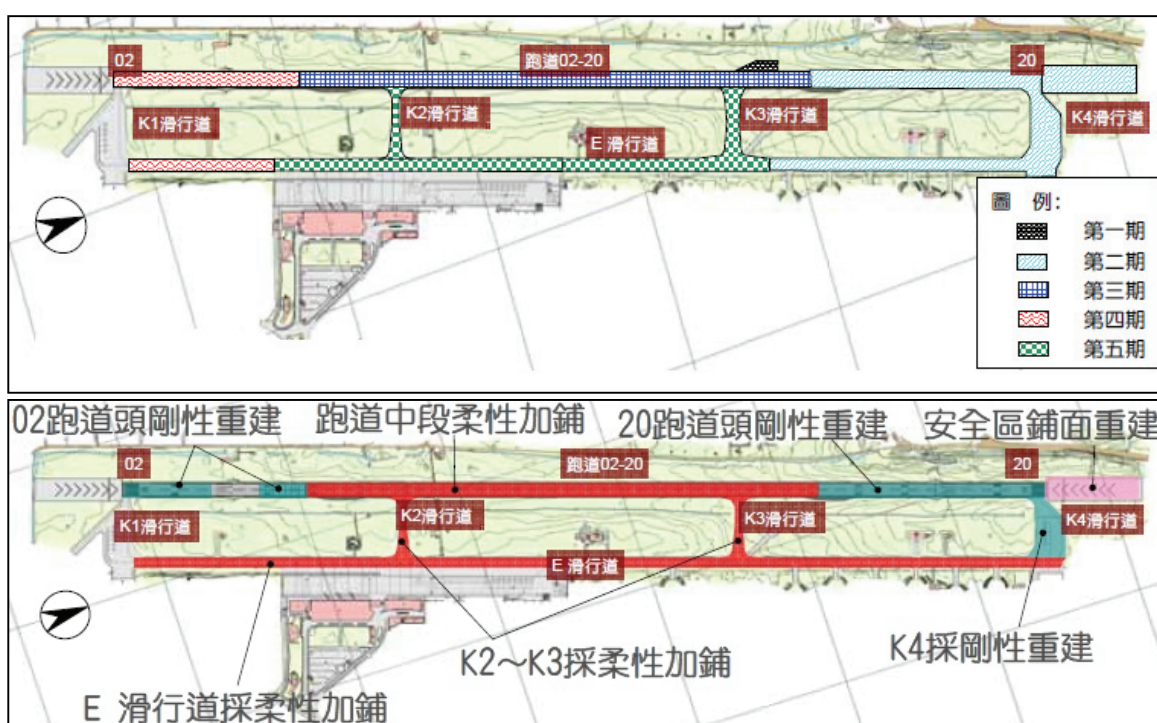 02
跑道02-20
20
K1滑行道
K2滑行道
E 滑行道
K3滑行道
K4滑行道
圖 例:
第一期
第二期
第三期
第四期
第五期
02跑道頭剛性重建
跑道中段柔性加鋪
20跑道頭剛性重建
安全區鋪面重建
02
跑道02-20
20
K1滑行道
K2滑行道
K3滑行道
K4滑行道
E 滑行道
K2～K3採柔性加鋪
K4採剛性重建
E 滑行道採柔性加鋪